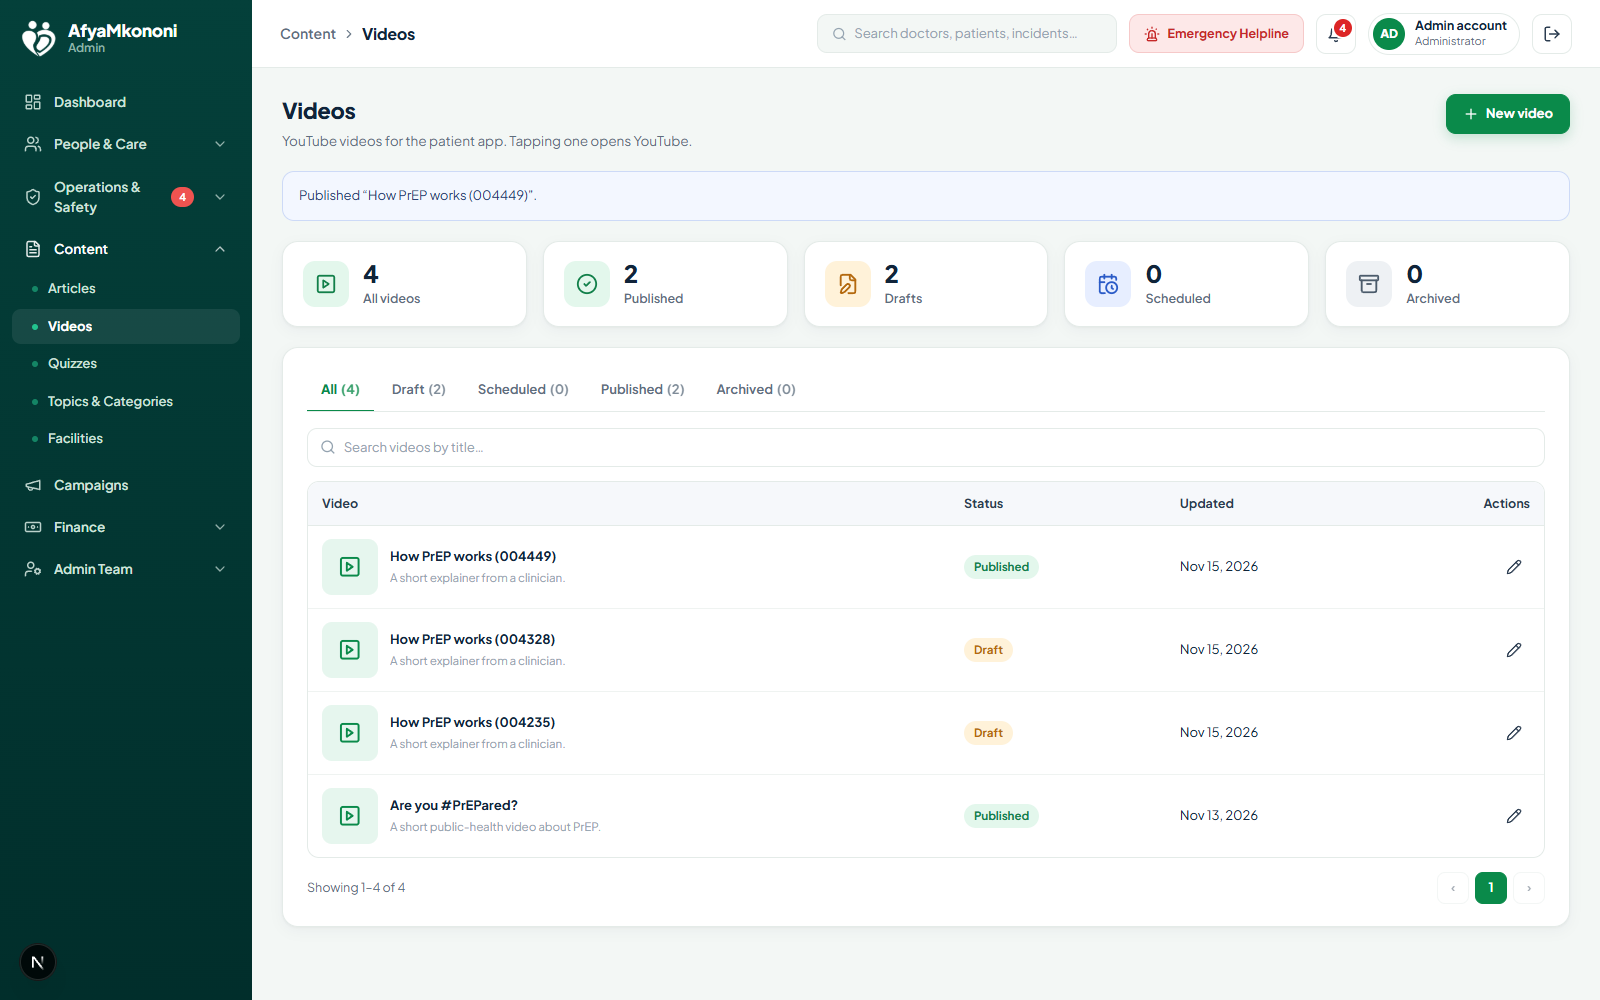 AfyaMkononi
Admin
Dashboard
People & Care
Operations & Safety
4
Content
Articles
Videos
Quizzes
Topics & Categories
Facilities
Campaigns
Finance
Admin Team
N
Content > Videos
Search doctors, patients, incidents...
Emergency Helpline
4
AD
Admin account
Administrator
Videos
YouTube videos for the patient app. Tapping one opens YouTube.
New video
Published “How PrEP works (004449)”.
4
All videos
2
Published
2
Drafts
0
Scheduled
0
Archived
All (4)
Draft (2)
Scheduled (0)
Published (2)
Archived (0)
Search videos by title...
Video Status Updated Actions
How PrEP works (004449)
A short explainer from a clinician.
Published
Nov 15, 2026
How PrEP works (004328)
A short explainer from a clinician.
Draft
Nov 15, 2026
How PrEP works (004235)
A short explainer from a clinician.
Draft
Nov 15, 2026
Are you #PrEPared?
A short public-health video about PrEP.
Published
Nov 13, 2026
Showing 1–4 of 4
‹ 1 ›